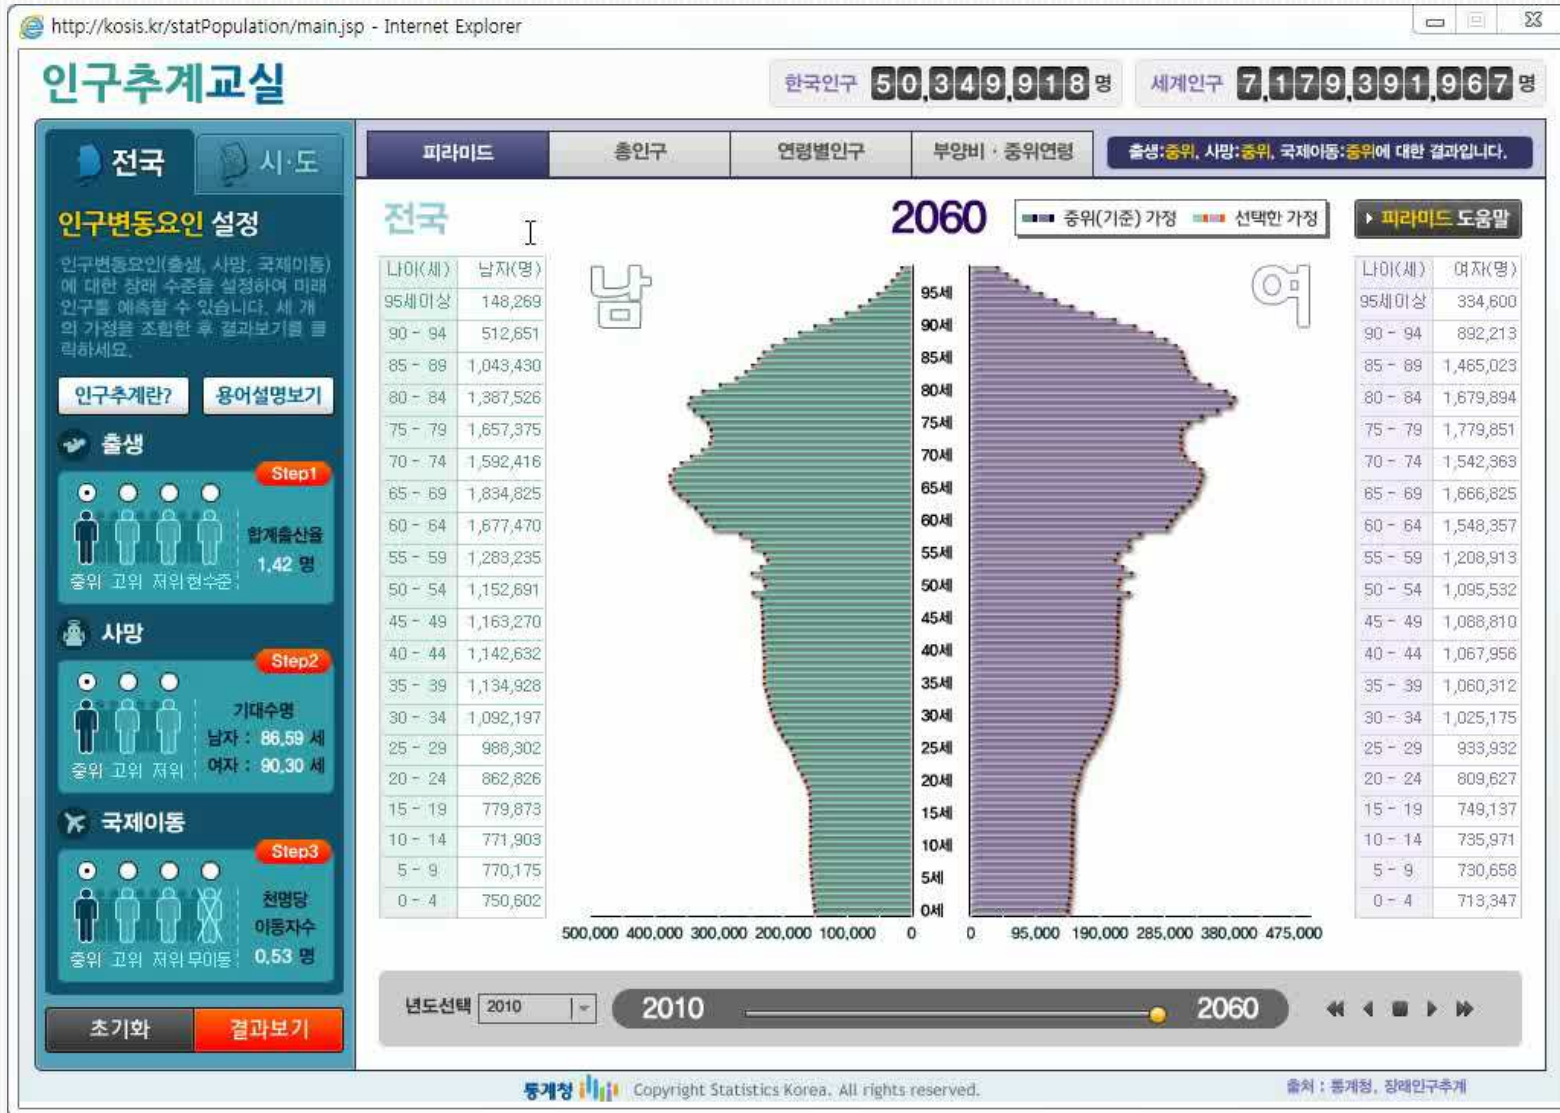 http://kosis.kr/statPopulation/main.jsp - Internet Explorer
인구추계교실
한국인구 50,349,918 명 세계인구 7,179,391,967 명
전국 시·도
피라미드 총인구 연령별인구 부양비 · 중위연령 출생:중위, 사망:중위, 국제이동:중위에 대한 결과입니다.
인구변동요인 설정
인구변동요인(출생, 사망, 국제이동)
에 대한 장래 수준을 설정하여 미래
인구를 예측할 수 있습니다. 세 개
의 가정을 조합한 후 결과보기를 클
릭하세요.
인구추계란? 용어설명보기
출생
Step1
합계출산율
1.42 명
중위 고위 저위 현수준
사망
Step2
기대수명
남자 : 86.59 세
여자 : 90.30 세
중위 고위 저위
국제이동
Step3
천명당
이동자수
0.53 명
중위 고위 저위 무이동
초기화 결과보기
전국 2060 중위(기준) 가정 선택한 가정 피라미드 도움말
나이(세) 남자(명)
95세이상 148,269
90 - 94 512,651
85 - 89 1,043,430
80 - 84 1,387,526
75 - 79 1,657,375
70 - 74 1,592,416
65 - 69 1,834,825
60 - 64 1,677,470
55 - 59 1,283,235
50 - 54 1,152,691
45 - 49 1,163,270
40 - 44 1,142,632
35 - 39 1,134,928
30 - 34 1,092,197
25 - 29 988,302
20 - 24 862,826
15 - 19 779,873
10 - 14 771,903
5 - 9 770,175
0 - 4 750,602
남 여
95세
90세
85세
80세
75세
70세
65세
60세
55세
50세
45세
40세
35세
30세
25세
20세
15세
10세
5세
0세
500,000 400,000 300,000 200,000 100,000 0 0 95,000 190,000 285,000 380,000 475,000
나이(세) 여자(명)
95세이상 334,600
90 - 94 892,213
85 - 89 1,465,023
80 - 84 1,679,894
75 - 79 1,779,851
70 - 74 1,542,363
65 - 69 1,666,825
60 - 64 1,548,357
55 - 59 1,208,913
50 - 54 1,095,532
45 - 49 1,088,810
40 - 44 1,067,956
35 - 39 1,060,312
30 - 34 1,025,175
25 - 29 933,932
20 - 24 809,627
15 - 19 749,137
10 - 14 735,971
5 - 9 730,658
0 - 4 713,347
년도선택 2010 2010 2060
통계청 Copyright Statistics Korea. All rights reserved. 출처 : 통계청, 장래인구추계